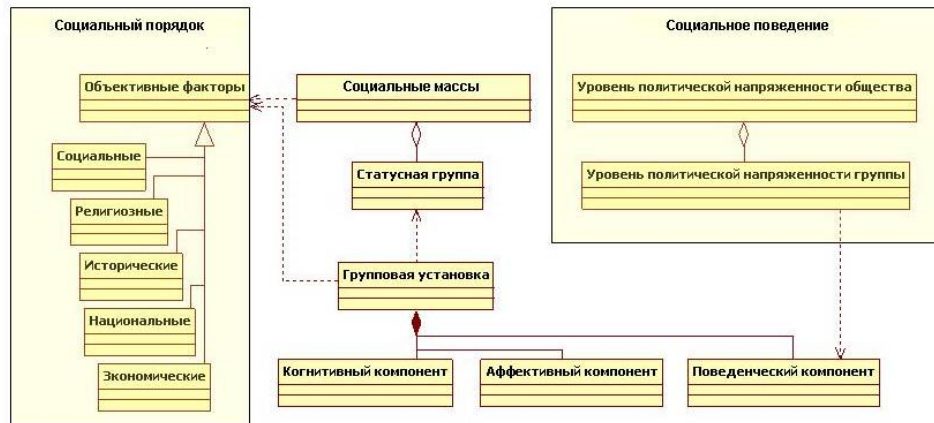 Социальный порядок
Объективные факторы
Социальные
Религиозные
Исторические
Национальные
Экономические
Социальные массы
Статусная группа
Групповая установка
Когнитивный компонент
Аффективный компонент
Поведенческий компонент
Социальное поведение
Уровень политической напряженности общества
Уровень политической напряженности группы